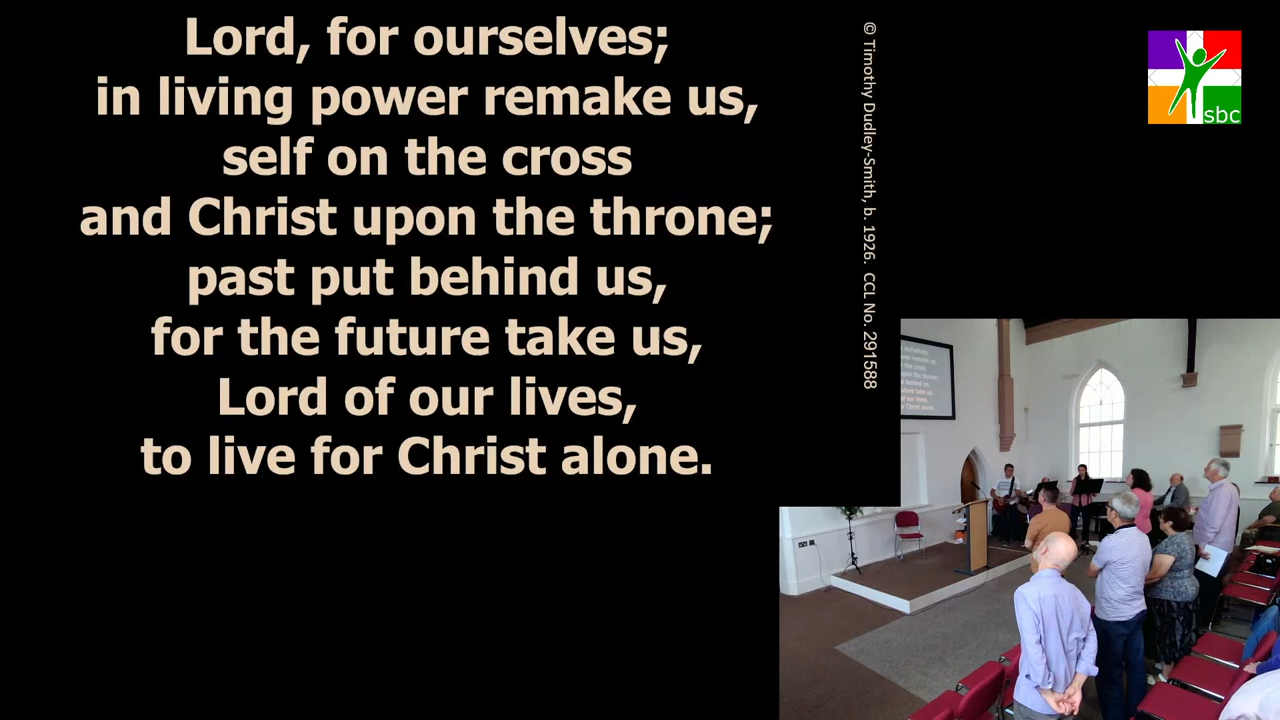 Lord, for ourselves;
in living power remake us,
self on the cross
and Christ upon the throne;
past put behind us,
for the future take us,
Lord of our lives,
to live for Christ alone.
© Timothy Dudley-Smith, b. 1926. CCL No. 291588
sbc